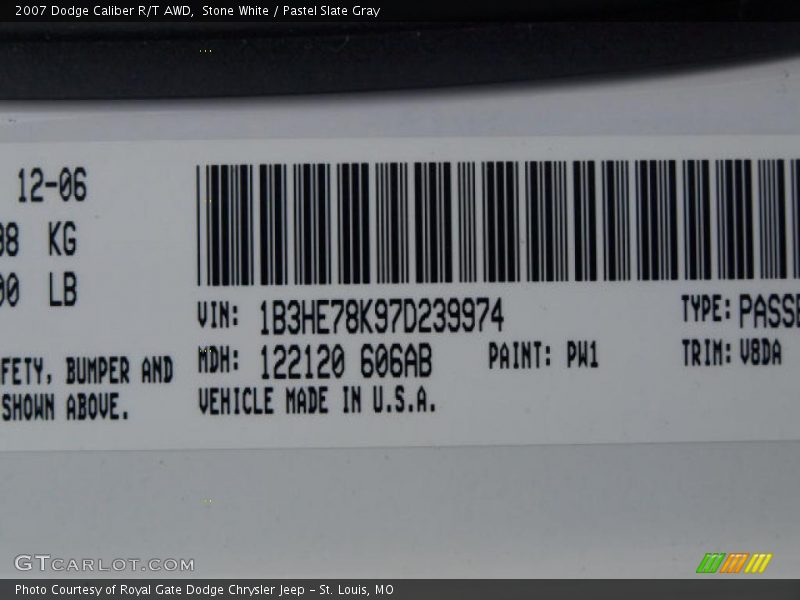 2007 Dodge Caliber R/T AWD, Stone White / Pastel Slate Gray
12-06
KG
LB
VIN: 1B3HE78K97D239974
TYPE: PASSE
MDH: 122120 606AB
PAINT: PW1
TRIM: V8DA
FETY, BUMPER AND
SHOWN ABOVE.
VEHICLE MADE IN U.S.A.
GTCARLOT.COM
Photo Courtesy of Royal Gate Dodge Chrysler Jeep - St. Louis, MO